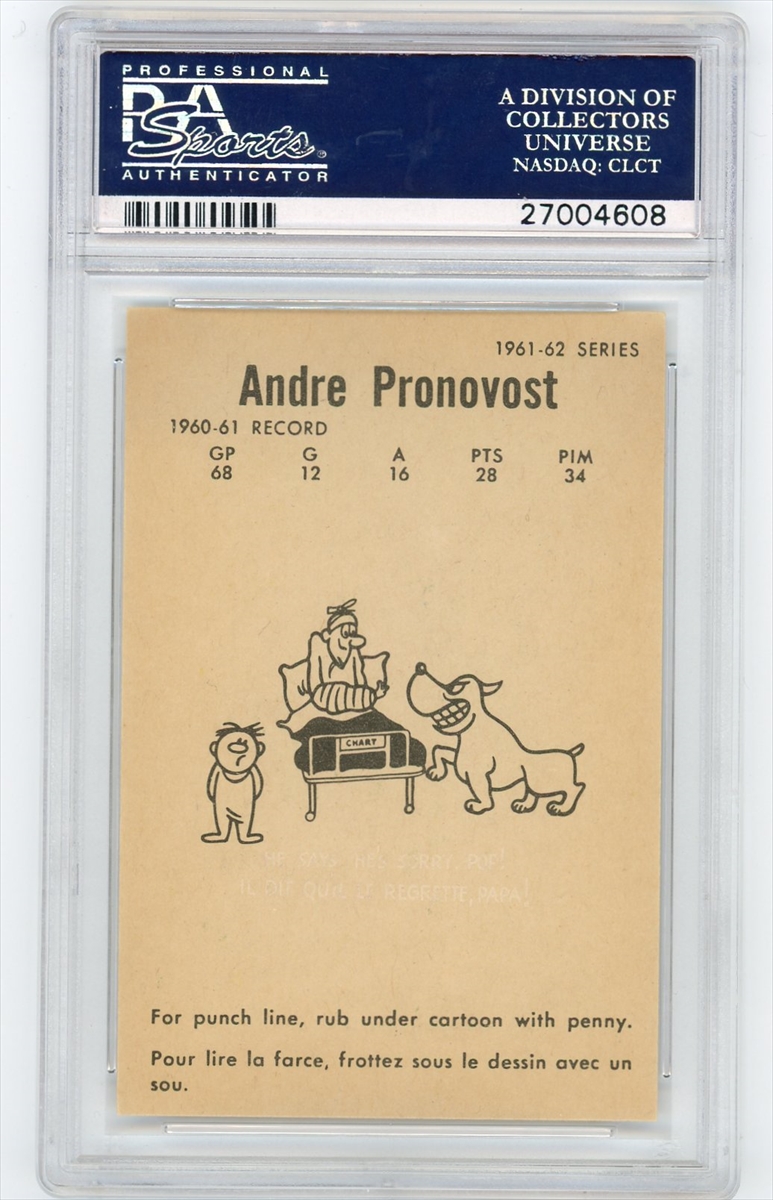 PROFESSIONAL
PSA
Sports
AUTHENTICATOR
A DIVISION OF
COLLECTORS
UNIVERSE
NASDAQ: CLCT
27004608
1961-62 SERIES
Andre Pronovost
1960-61 RECORD
GP G A PTS PIM
68 12 16 28 34
CHART
HE SAYS HE'S SORRY, POP!
IL DIT QU'IL LE REGRETTE, PAPA!
For punch line, rub under cartoon with penny.
Pour lire la farce, frottez sous le dessin avec un
sou.